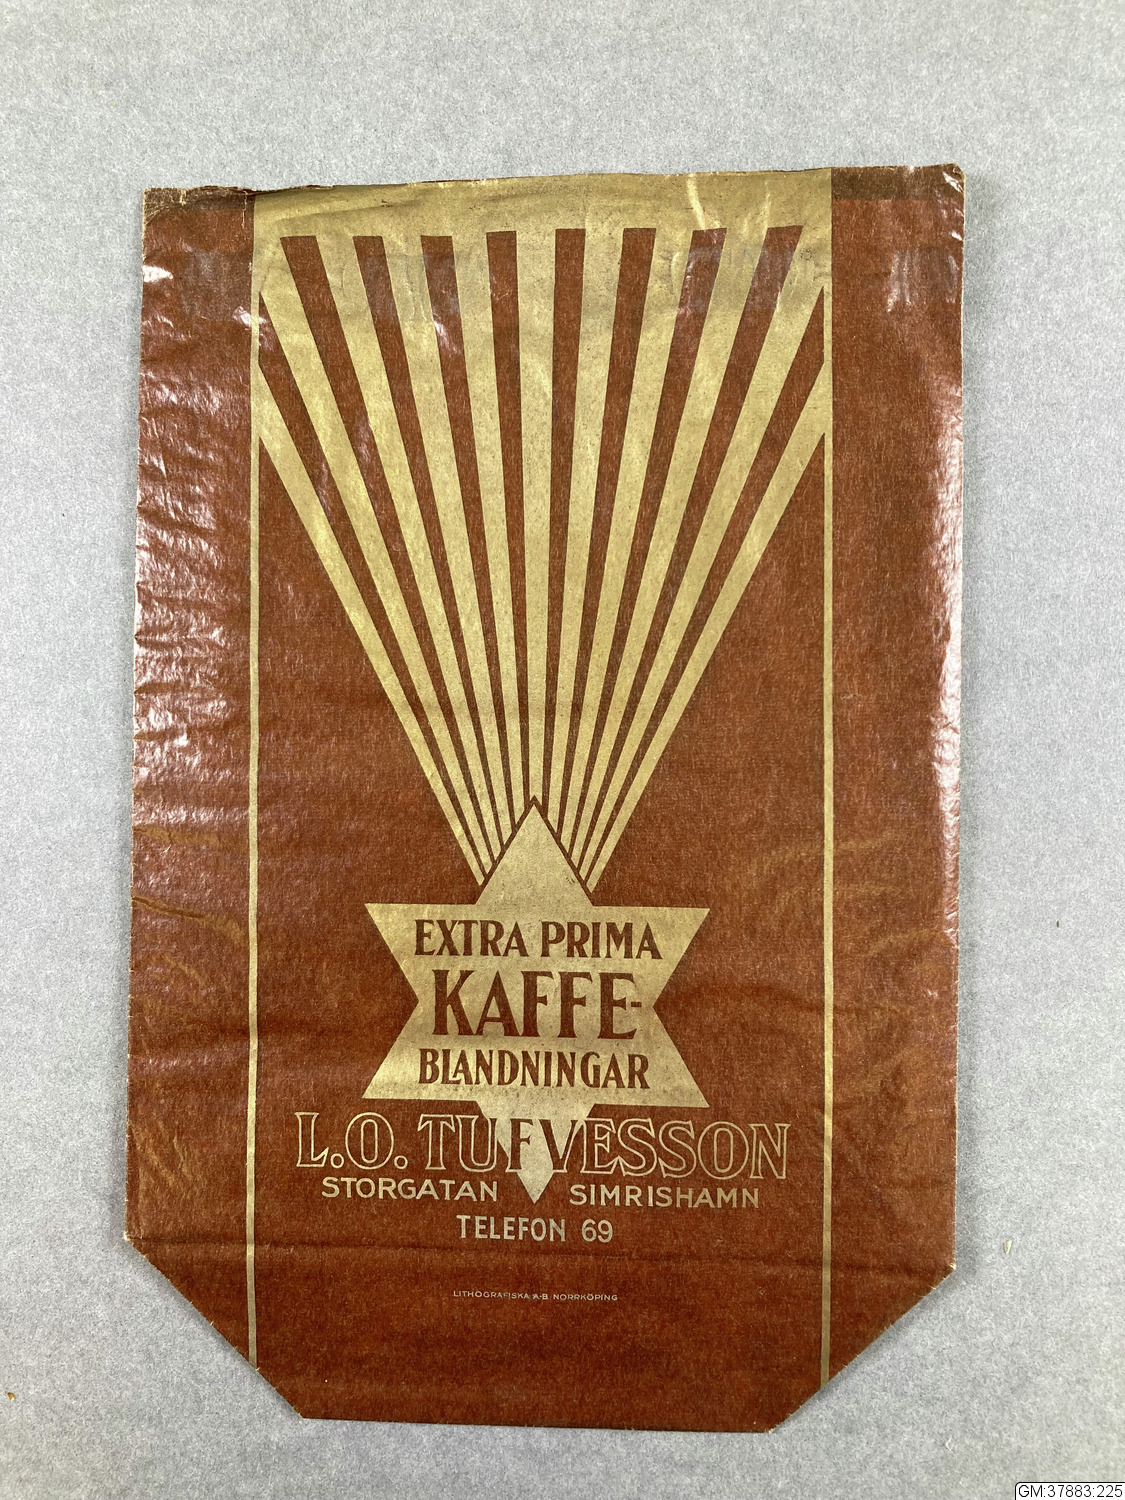 EXTRA PRIMA
KAFFE-
BLANDNINGAR
L.O. TUFVESSON
STORGATAN SIMRISHAMN
TELEFON 69
LITHOGRAFISKA A-B. NORRKÖPING
GM:37883:225